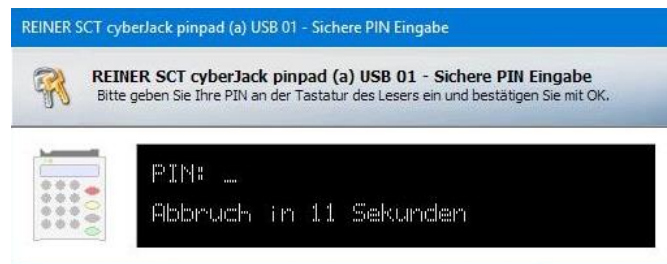 REINER SCT cyberJack pinpad (a) USB 01 - Sichere PIN Eingabe
REINER SCT cyberJack pinpad (a) USB 01 - Sichere PIN Eingabe
Bitte geben Sie Ihre PIN an der Tastatur des Lesers ein und bestätigen Sie mit OK.
PIN: _
Abbruch in 11 Sekunden